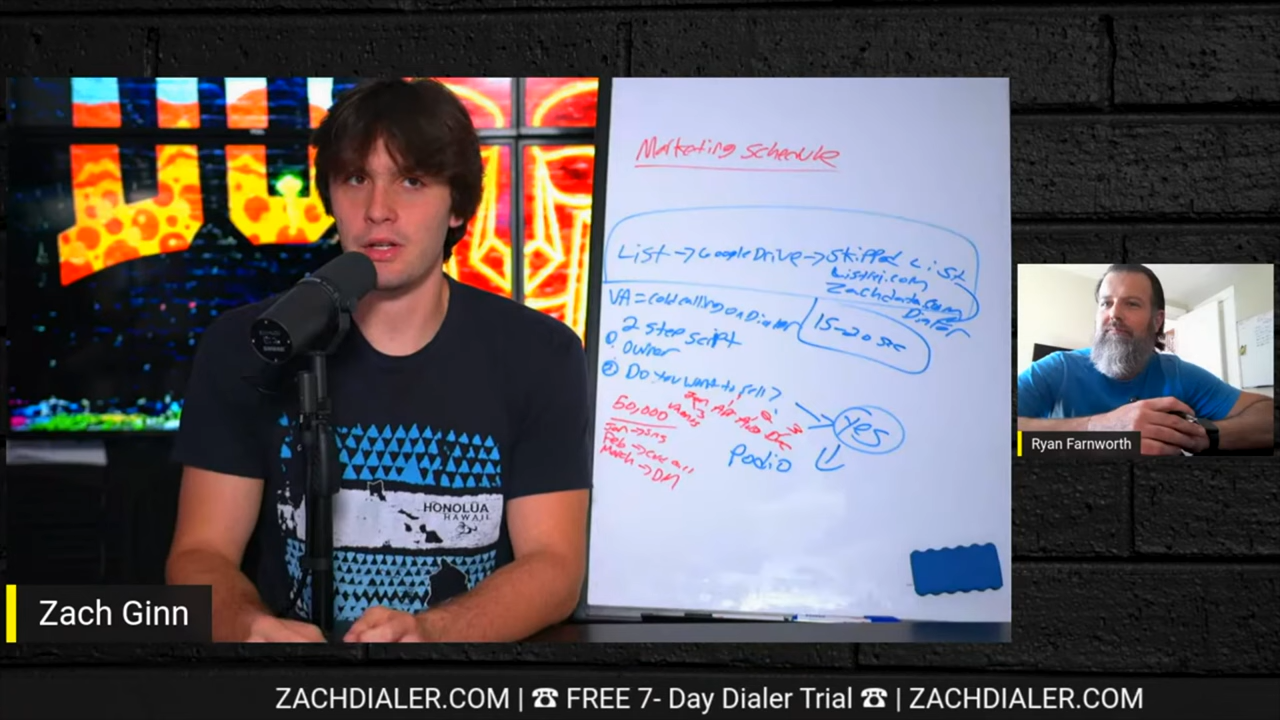 Marketing Schedule
List → Google Drive → Skipped List
Listrei.com
Zachdata.com
Dialer
VA = cold calling on Dialer
15-20 sec
2 step script
① Owner
② Do you want to sell?
Yes
50,000
Jan → sms
Feb → Cold call
March → DM
Podio
HONOLUA
HAWAII
Ryan Farnworth
Zach Ginn
ZACHDIALER.COM | ☎ FREE 7- Day Dialer Trial ☎ | ZACHDIALER.COM